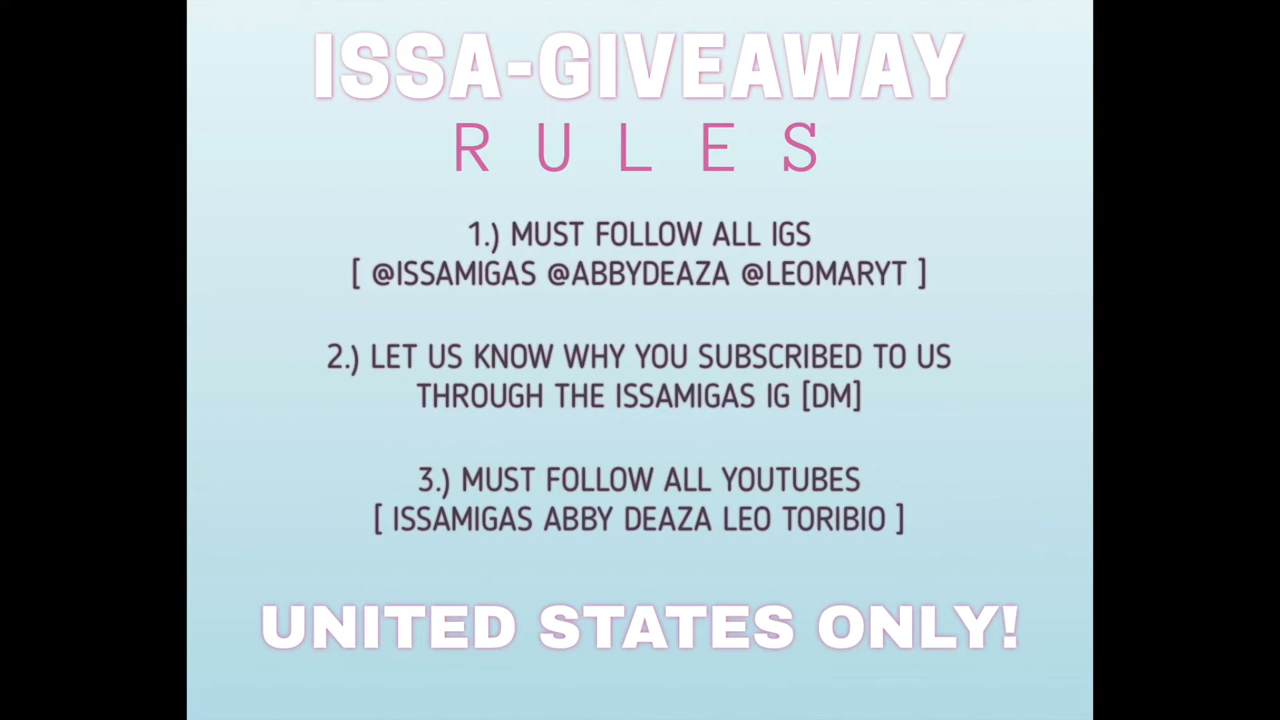 ISSA-GIVEAWAY
RULES
1.) MUST FOLLOW ALL IGS
[ @ISSAMIGAS @ABBYDEAZA @LEOMARYT ]
2.) LET US KNOW WHY YOU SUBSCRIBED TO US
THROUGH THE ISSAMIGAS IG [DM]
3.) MUST FOLLOW ALL YOUTUBES
[ ISSAMIGAS ABBY DEAZA LEO TORIBIO ]
UNITED STATES ONLY!